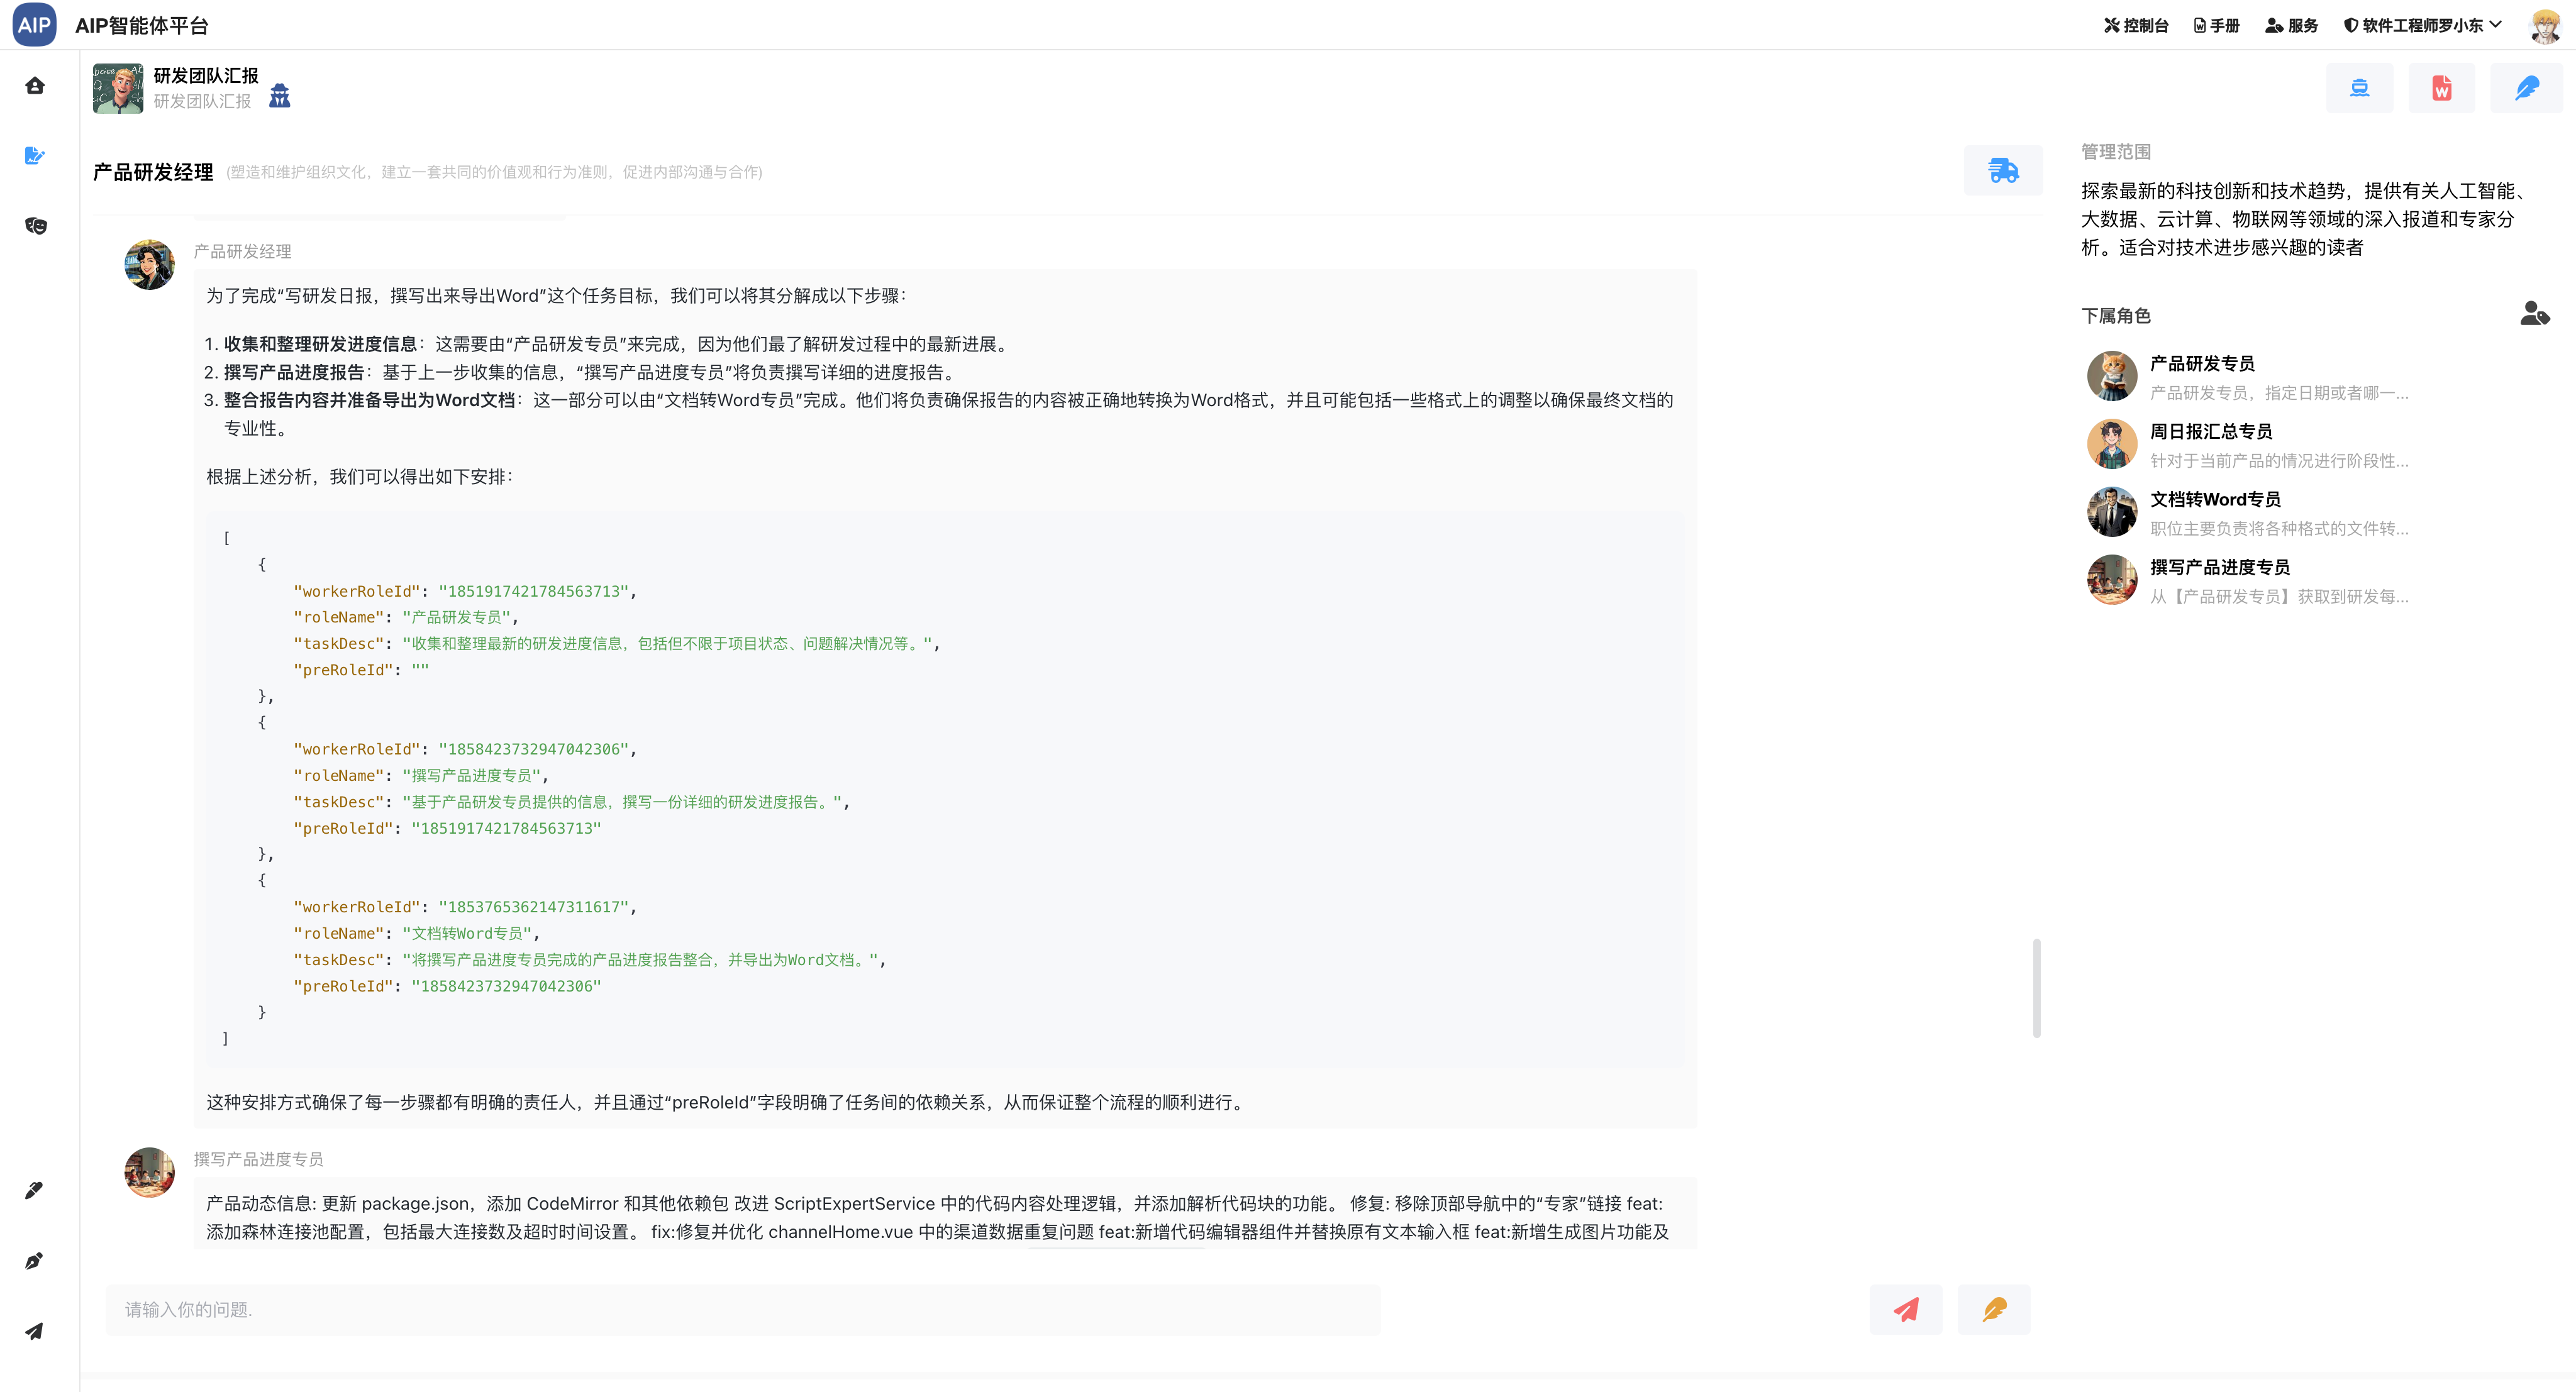 AIP AIP智能体平台 控制台 手册 服务 软件工程师罗小东
研发团队汇报
研发团队汇报
产品研发经理 (塑造和维护组织文化，建立一套共同的价值观和行为准则，促进内部沟通与合作)
产品研发经理
为了完成“写研发日报，撰写出来导出Word”这个任务目标，我们可以将其分解成以下步骤：
1. 收集和整理研发进度信息：这需要由“产品研发专员”来完成，因为他们最了解研发过程中的最新进展。
2. 撰写产品进度报告：基于上一步收集的信息，“撰写产品进度专员”将负责撰写详细的进度报告。
3. 整合报告内容并准备导出为Word文档：这一部分可以由“文档转Word专员”完成。他们将负责确保报告的内容被正确地转换为Word格式，并且可能包括一些格式上的调整以确保最终文档的
专业性。
根据上述分析，我们可以得出如下安排：
[
{
"workerRoleId": "1851917421784563713",
"roleName": "产品研发专员",
"taskDesc": "收集和整理最新的研发进度信息，包括但不限于项目状态、问题解决情况等。",
"preRoleId": ""
},
{
"workerRoleId": "1858423732947042306",
"roleName": "撰写产品进度专员",
"taskDesc": "基于产品研发专员提供的信息，撰写一份详细的研发进度报告。",
"preRoleId": "1851917421784563713"
},
{
"workerRoleId": "1853765362147311617",
"roleName": "文档转Word专员",
"taskDesc": "将撰写产品进度专员完成的产品进度报告整合，并导出为Word文档。",
"preRoleId": "1858423732947042306"
}
]
这种安排方式确保了每一步骤都有明确的责任人，并且通过“preRoleId”字段明确了任务间的依赖关系，从而保证整个流程的顺利进行。
撰写产品进度专员
产品动态信息: 更新 package.json，添加 CodeMirror 和其他依赖包 改进 ScriptExpertService 中的代码内容处理逻辑，并添加解析代码块的功能。 修复: 移除顶部导航中的“专家”链接 feat:
添加森林连接池配置，包括最大连接数及超时时间设置。 fix:修复并优化 channelHome.vue 中的渠道数据重复问题 feat:新增代码编辑器组件并替换原有文本输入框 feat:新增生成图片功能及
请输入你的问题.
管理范围
探索最新的科技创新和技术趋势，提供有关人工智能、
大数据、云计算、物联网等领域的深入报道和专家分
析。适合对技术进步感兴趣的读者
下属角色
产品研发专员
产品研发专员，指定日期或者哪一...
周日报汇总专员
针对于当前产品的情况进行阶段性...
文档转Word专员
职位主要负责将各种格式的文件转...
撰写产品进度专员
从【产品研发专员】获取到研发每...